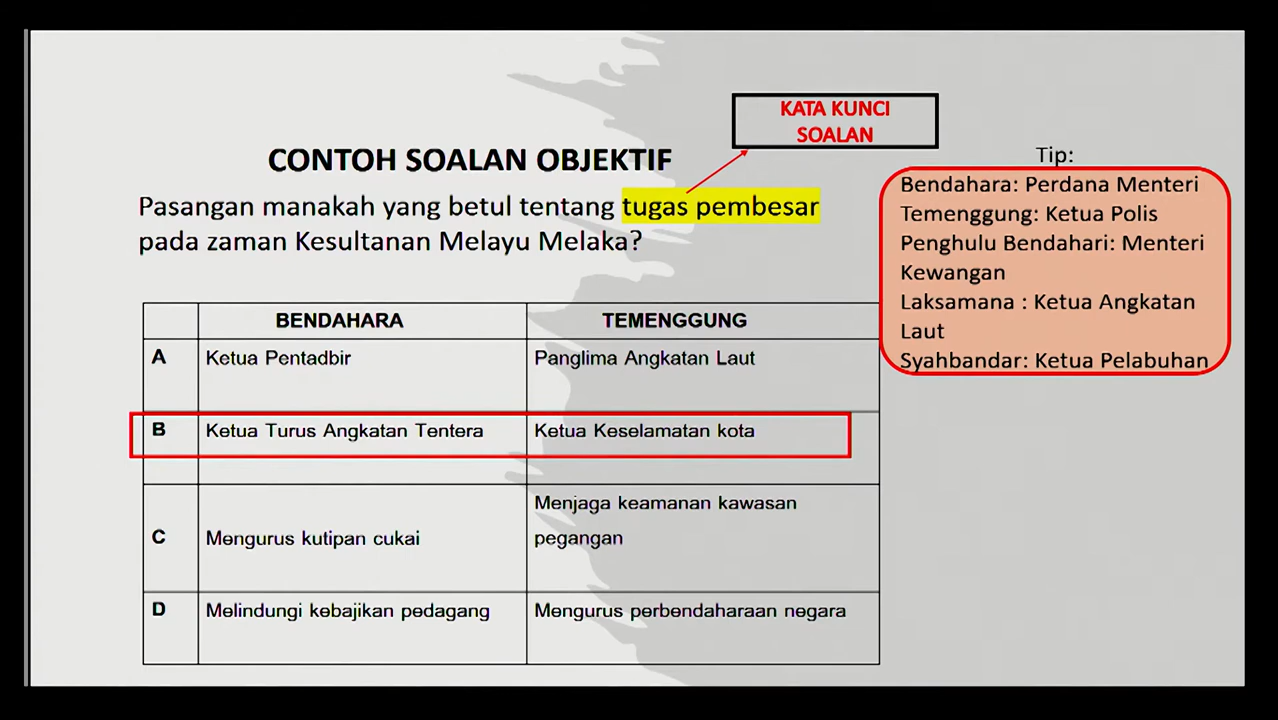 KATA KUNCI
SOALAN
CONTOH SOALAN OBJEKTIF
Pasangan manakah yang betul tentang tugas pembesar
pada zaman Kesultanan Melayu Melaka?
Tip:
Bendahara: Perdana Menteri
Temenggung: Ketua Polis
Penghulu Bendahari: Menteri
Kewangan
Laksamana : Ketua Angkatan
Laut
Syahbandar: Ketua Pelabuhan
BENDAHARA TEMENGGUNG
A Ketua Pentadbir Panglima Angkatan Laut
B Ketua Turus Angkatan Tentera Ketua Keselamatan kota
C Mengurus kutipan cukai Menjaga keamanan kawasan
pegangan
D Melindungi kebajikan pedagang Mengurus perbendaharaan negara